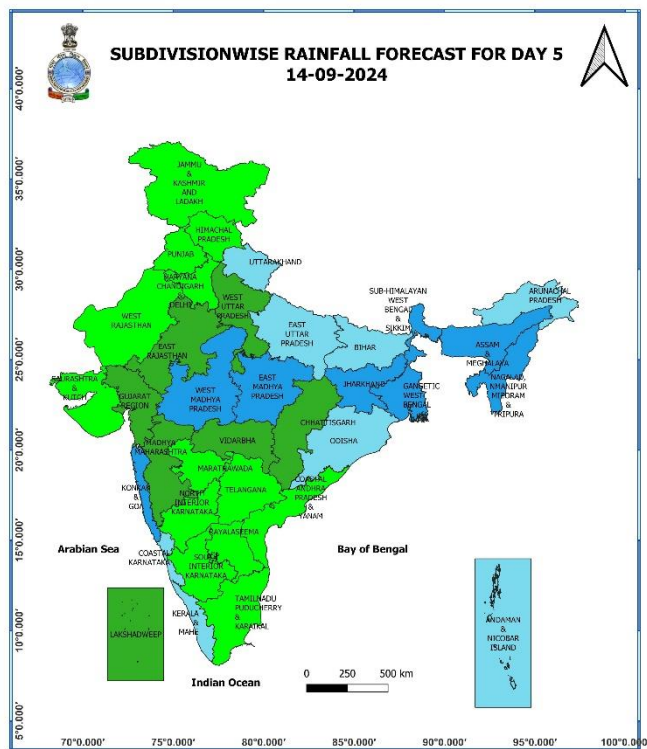 SUBDIVISIONWISE RAINFALL FORECAST FOR DAY 5
14-09-2024
40°0.000'
35°0.000'
30°0.000'
25°0.000'
20°0.000'
15°0.000'
10°0.000'
5°0.000'
JAMMU
&
KASHMIR
AND
LADAKH
HIMACHAL
PRADESH
PUNJAB
UTTARAKHAND
HARYANA
CHANDIGARH
&
DELHI
WEST
UTTAR
PRADESH
SUB-HIMALAYAN
WEST
BENGAL
&
SIKKIM
ARUNACHAL
PRADESH
WEST
RAJASTHAN
EAST
RAJASTHAN
EAST
UTTAR
PRADESH
BIHAR
ASSAM
&
MEGHALAYA
SAURASHTRA
&
KUTCH
GUJARAT
REGION
WEST
MADHYA
PRADESH
EAST
MADHYA
PRADESH
JHARKHAND
GANGETIC
WEST
BENGAL
MIZORAM
&
TRIPURA
CHHATTISGARH
ODISHA
VIDARBHA
MADHYA
MAHARASHTRA
MARATHWADA
KONKAN
&
GOA
TELANGANA
COASTAL
ANDHRA
PRADESH
&
YANAM
NORTH
INTERIOR
KARNATAKA
RAYALASEEMA
Arabian Sea
Bay of Bengal
COASTAL
KARNATAKA
SOUTH
INTERIOR
KARNATAKA
TAMILNADU
PUDUCHERRY
&
KARAIKAL
KERALA
&
MAHE
LAKSHADWEEP
ANDAMAN
&
NICOBAR
ISLAND
Indian Ocean
0 250 500 km
70°0.000' 75°0.000' 80°0.000' 85°0.000' 90°0.000' 95°0.000' 100°0.000'